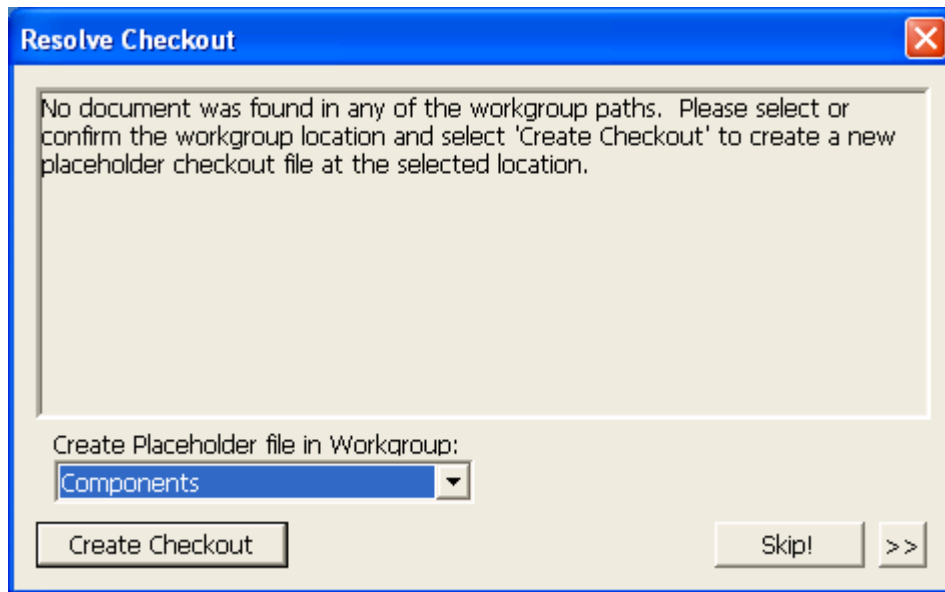 Resolve Checkout
No document was found in any of the workgroup paths.  Please select or
confirm the workgroup location and select 'Create Checkout' to create a new
placeholder checkout file at the selected location.
Create Placeholder file in Workgroup:
Components
Create Checkout
Skip!
>>